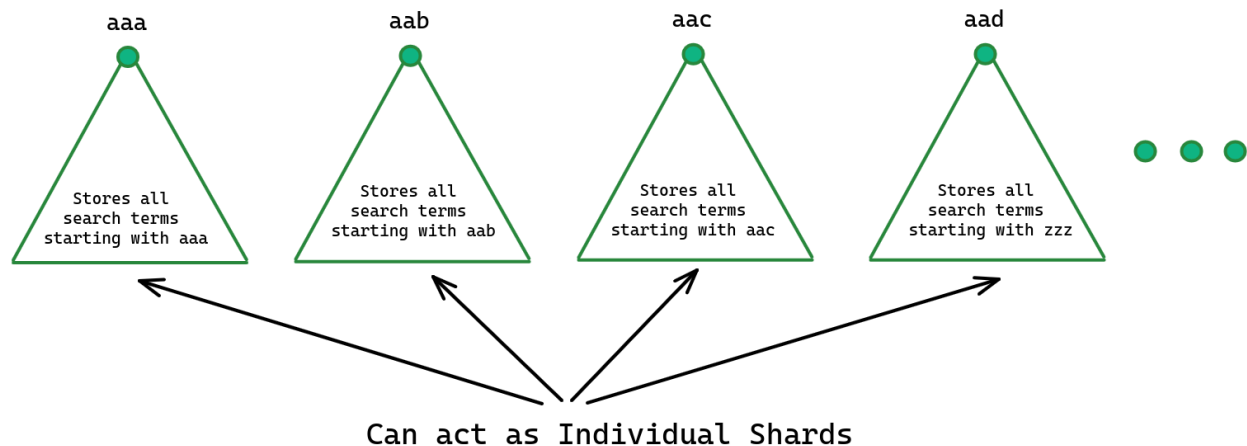 aaa
aab
aac
aad
Stores all
search terms
starting with aaa
Stores all
search terms
starting with aab
Stores all
search terms
starting with aac
Stores all
search terms
starting with zzz
Can act as Individual Shards